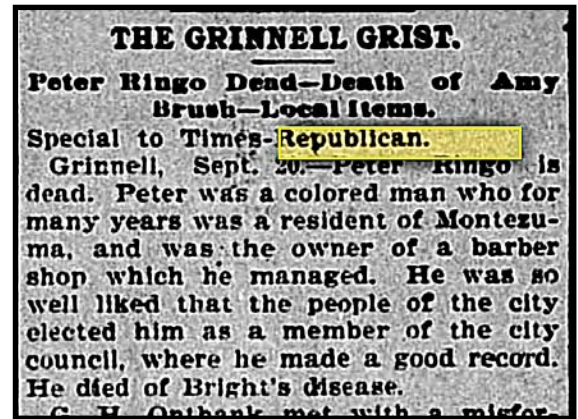 THE GRINNELL GRIST.
Peter Ringo Dead—Death of Amy
Brush—Local Items.
Special to Times-Republican.
Grinnell, Sept. 20.—Peter Ringo is
dead. Peter was a colored man who for
many years was a resident of Montezu-
ma, and was the owner of a barber
shop which he managed. He was so
well liked that the people of the city
elected him as a member of the city
council, where he made a good record.
He died of Bright's disease.
C. H. met with a misfor-